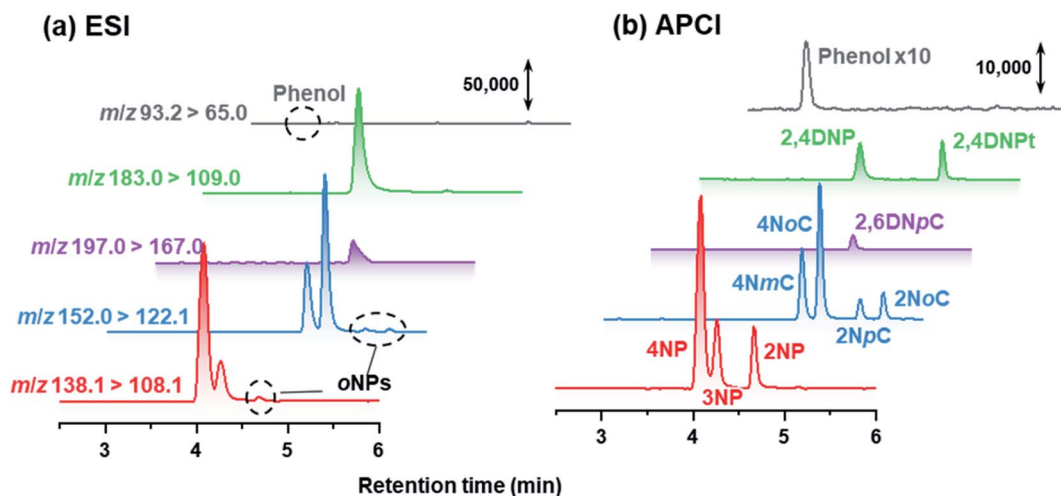 (a) ESI
Phenol
50,000
m/z 93.2 > 65.0
m/z 183.0 > 109.0
m/z 197.0 > 167.0
m/z 152.0 > 122.1
m/z 138.1 > 108.1
oNPs
3 4 5 6
(b) APCI
Phenol x10
10,000
2,4DNP 2,4DNPt
4NoC 2,6DNpC
4NmC 2NoC
2NpC
4NP 2NP
3NP
3 4 5 6
Retention time (min)